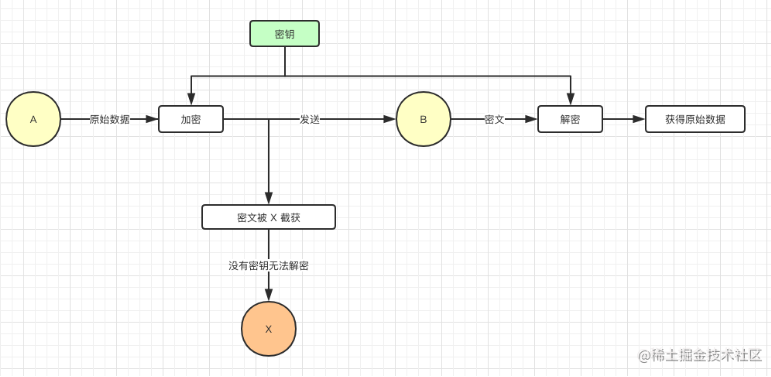 密钥
A
原始数据
加密
发送
B
密文
解密
获得原始数据
密文被 X 截获
没有密钥无法解密
X
@稀土掘金技术社区